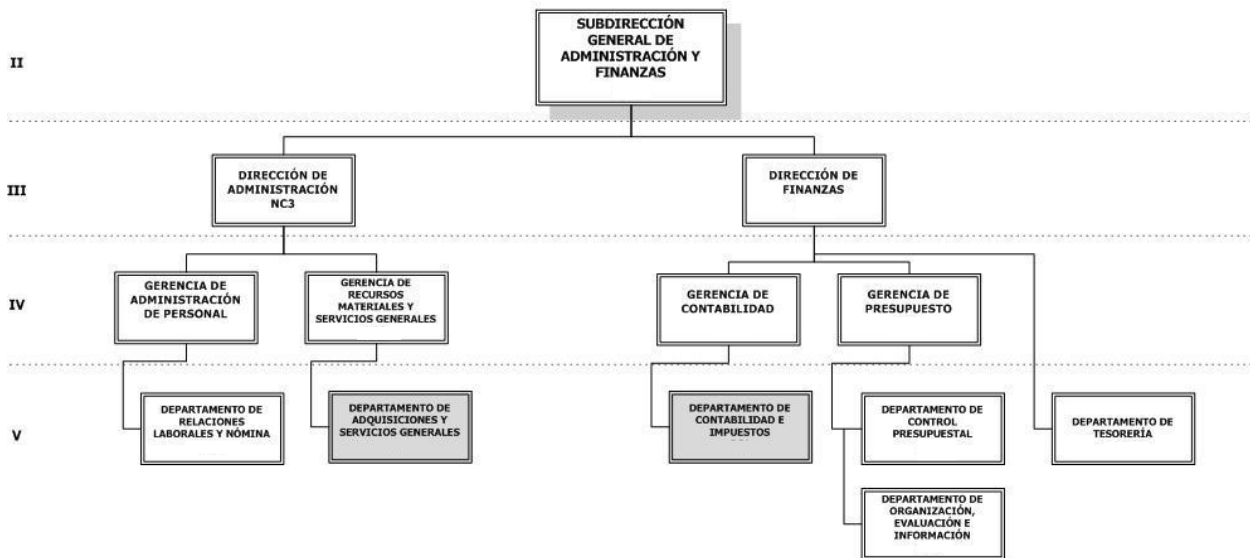 SUBDIRECCIÓN
GENERAL DE
ADMINISTRACIÓN Y
FINANZAS
II
DIRECCIÓN DE
ADMINISTRACIÓN
NC3
DIRECCIÓN DE
FINANZAS
III
GERENCIA DE
ADMINISTRACIÓN
DE PERSONAL
GERENCIA DE
RECURSOS
MATERIALES Y
SERVICIOS GENERALES
GERENCIA DE
CONTABILIDAD
GERENCIA DE
PRESUPUESTO
IV
DEPARTAMENTO DE
RELACIONES
LABORALES Y NÓMINA
DEPARTAMENTO DE
ADQUISICIONES Y
SERVICIOS GENERALES
DEPARTAMENTO DE
CONTABILIDAD E
IMPUESTOS
DEPARTAMENTO DE
CONTROL
PRESUPUESTAL
DEPARTAMENTO DE
TESORERÍA
V
DEPARTAMENTO DE
ORGANIZACIÓN,
EVALUACIÓN E
INFORMACIÓN